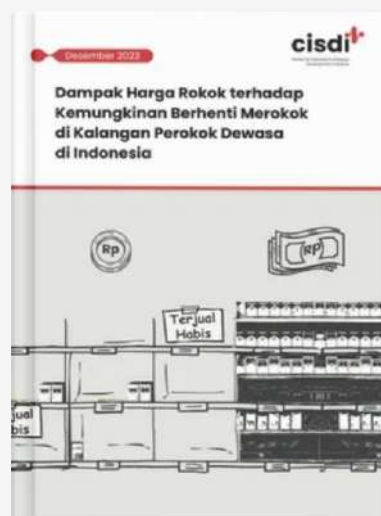 cisdi
Desember 2023
Dampak Harga Rokok terhadap
Kemungkinan Berhenti Merokok
di Kalangan Perokok Dewasa
di Indonesia
Rp
Rp
Terjual
Habis
jual
bis